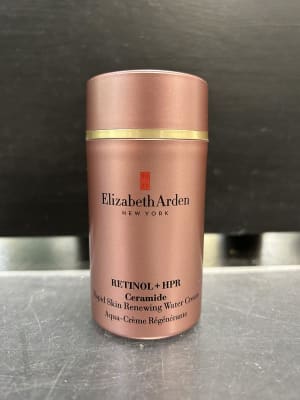 Elizabeth Arden
NEW YORK
RETINOL + HPR
Ceramide
Rapid Skin Renewing Water Cream
Aqua-Crème Régénérante